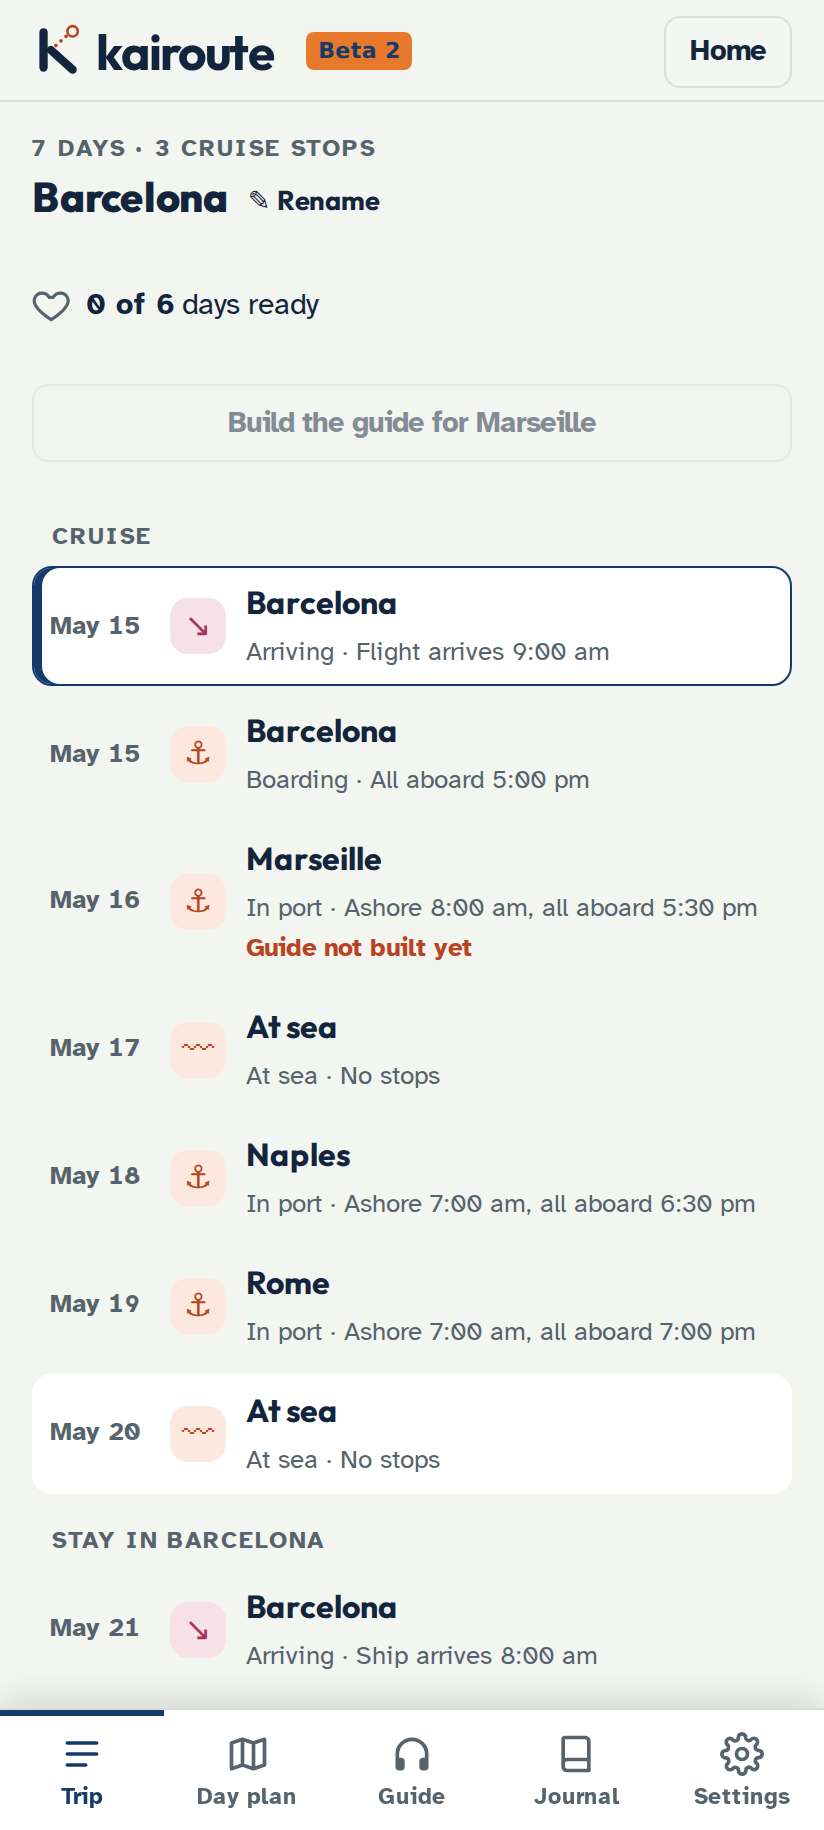 kairoute
Beta 2
Home
7 DAYS · 3 CRUISE STOPS
Barcelona
✎ Rename
0 of 6 days ready
Build the guide for Marseille
CRUISE
May 15
Barcelona
Arriving · Flight arrives 9:00 am
May 15
Barcelona
Boarding · All aboard 5:00 pm
May 16
Marseille
In port · Ashore 8:00 am, all aboard 5:30 pm
Guide not built yet
May 17
At sea
At sea · No stops
May 18
Naples
In port · Ashore 7:00 am, all aboard 6:30 pm
May 19
Rome
In port · Ashore 7:00 am, all aboard 7:00 pm
May 20
At sea
At sea · No stops
STAY IN BARCELONA
May 21
Barcelona
Arriving · Ship arrives 8:00 am
Trip
Day plan
Guide
Journal
Settings